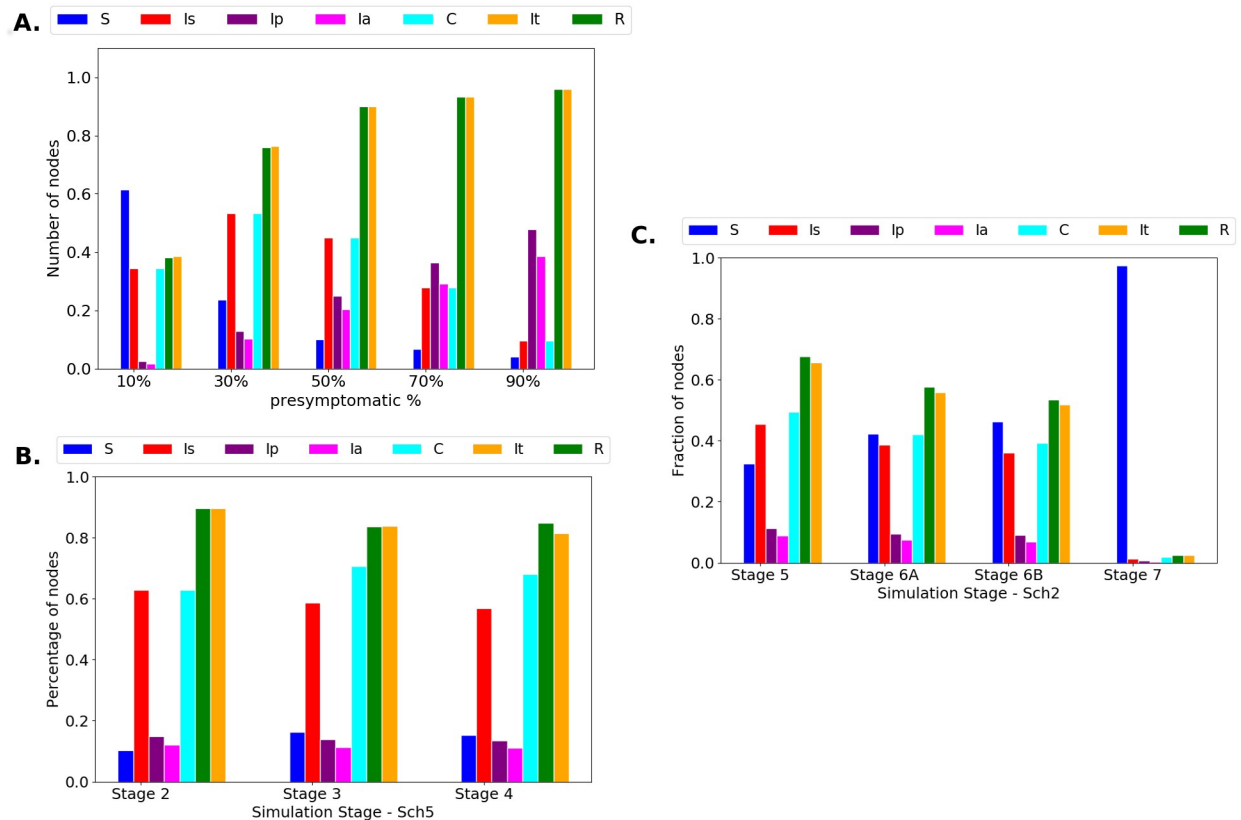 A.
S Is Ip Ia C It R
Number of nodes
1.0
0.8
0.6
0.4
0.2
0.0
10% 30% 50% 70% 90%
presymptomatic %
B.
S Is Ip Ia C It R
Percentage of nodes
1.0
0.8
0.6
0.4
0.2
0.0
Stage 2 Stage 3 Stage 4
Simulation Stage - Sch5
C.
S Is Ip Ia C It R
Fraction of nodes
1.0
0.8
0.6
0.4
0.2
0.0
Stage 5 Stage 6A Stage 6B Stage 7
Simulation Stage - Sch2